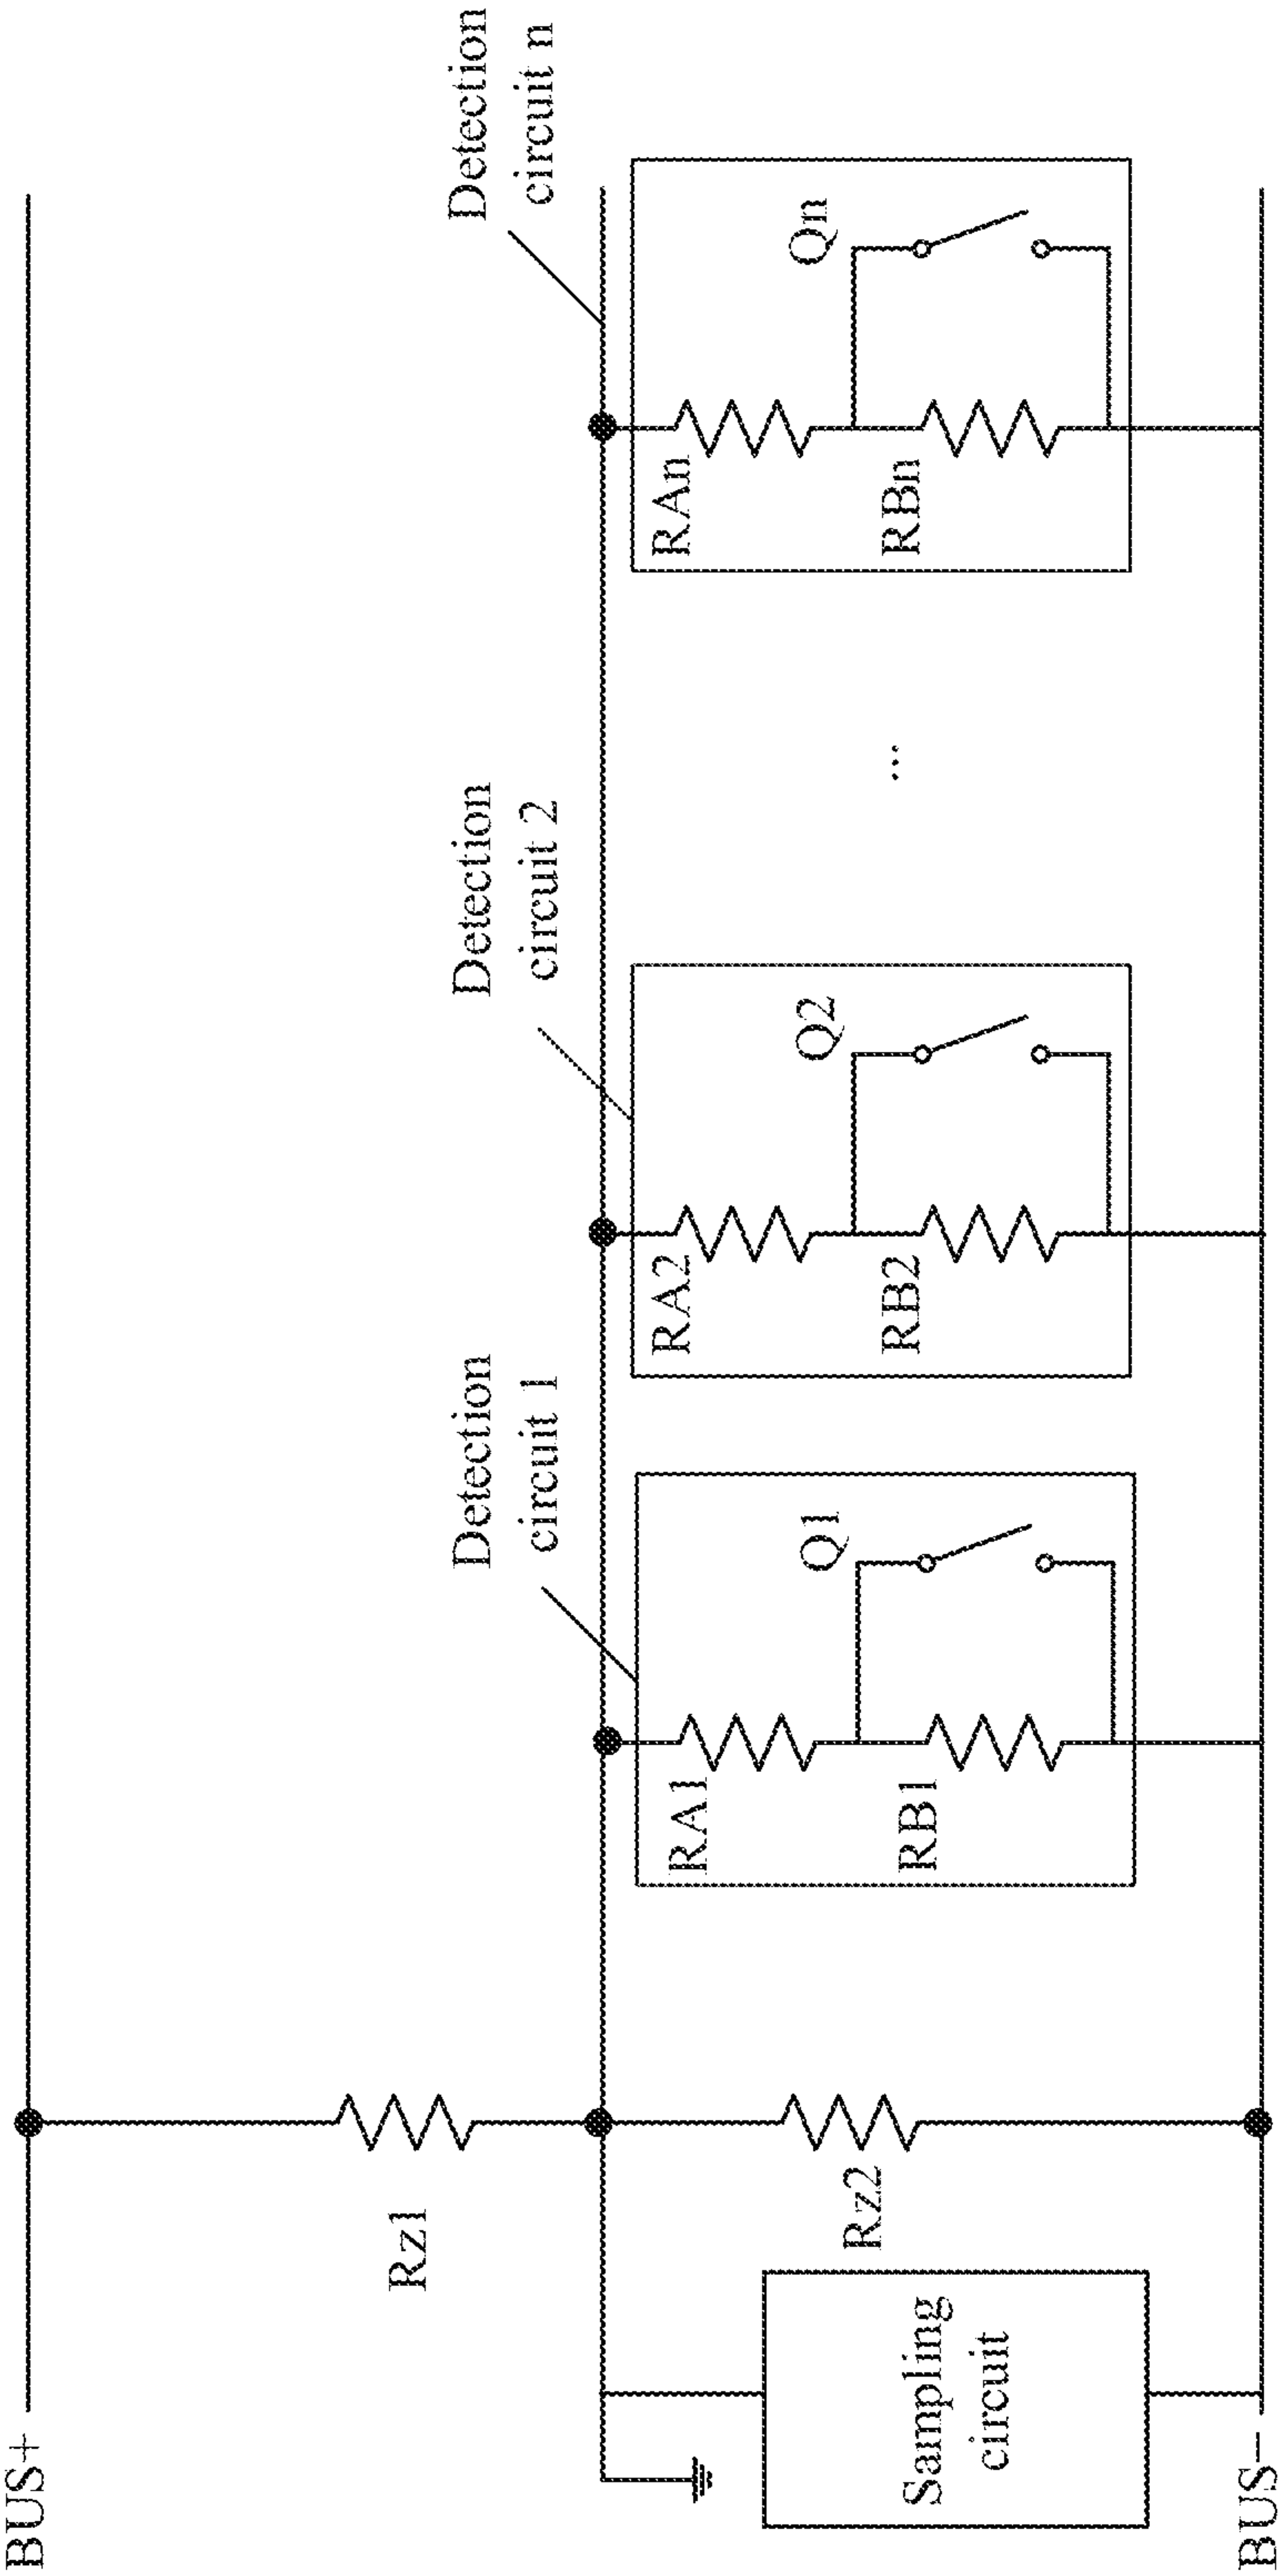 BUS+
Rz1
Rz2
Sampling
circuit
BUS−
Detection
circuit 1
RA1
RB1
Q1
Detection
circuit 2
RA2
RB2
Q2
...
Detection
circuit n
RAn
RBn
Qn